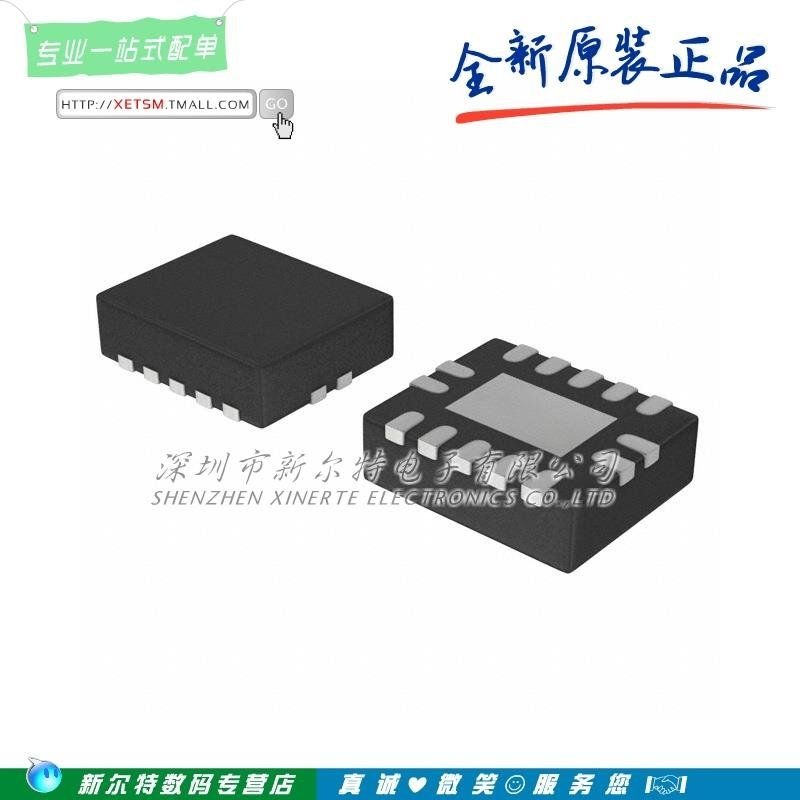 专业一站式配单
HTTP://XETSM.TMALL.COM GO
全新原装正品
深圳市新尔特电子有限公司
SHENZHEN XINERTE ELECTRONICS CO.,LTD
新尔特数码专营店
真诚♥微笑☺服务您